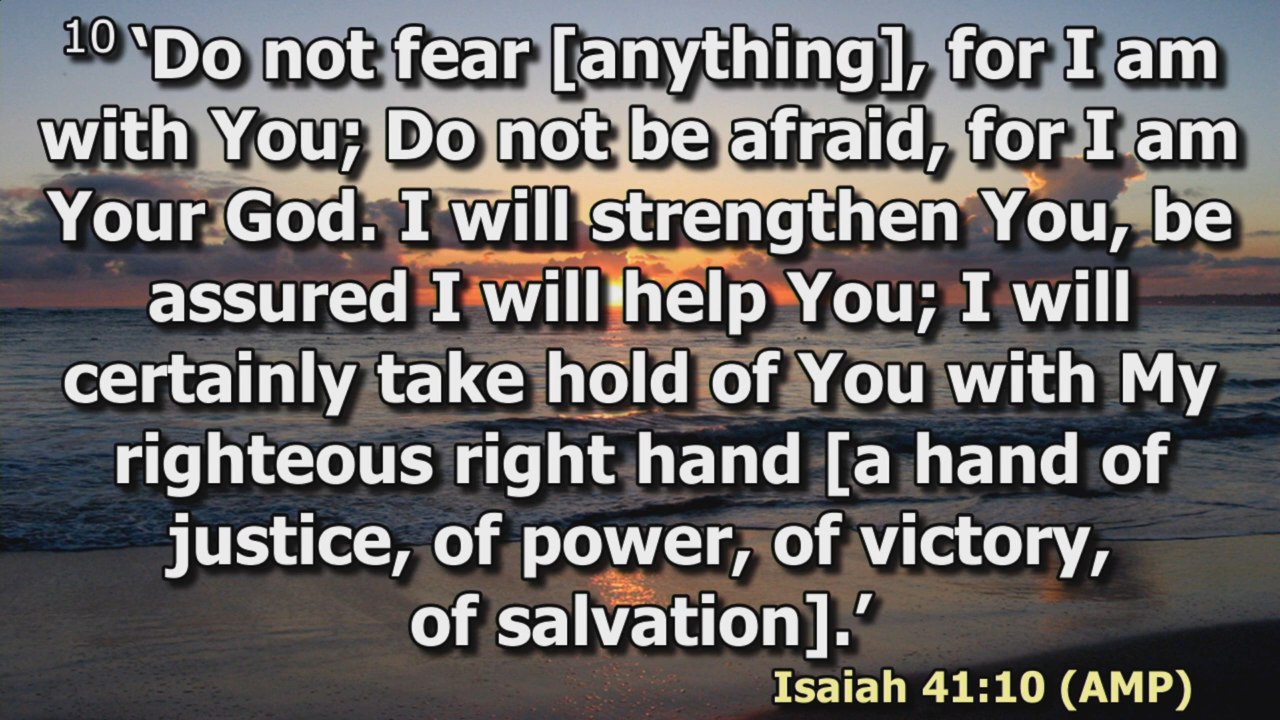 10 ‘Do not fear [anything], for I am
with You; Do not be afraid, for I am
Your God. I will strengthen You, be
assured I will help You; I will
certainly take hold of You with My
righteous right hand [a hand of
justice, of power, of victory,
of salvation].’
Isaiah 41:10 (AMP)